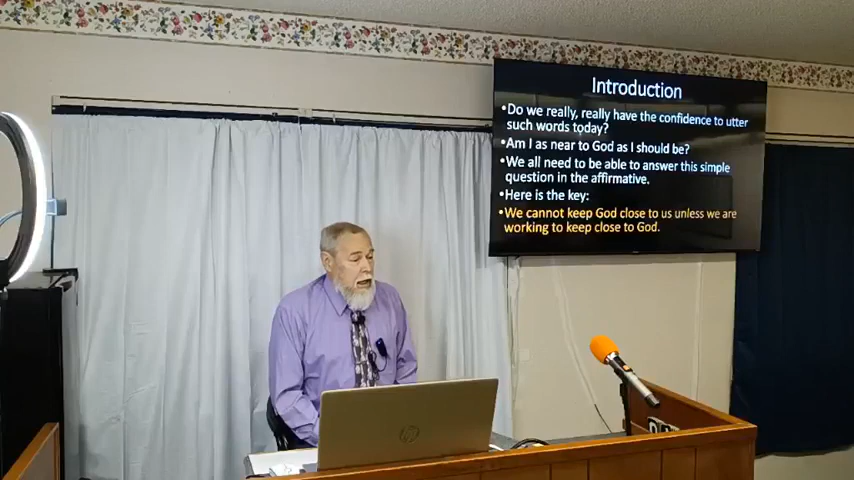 Introduction
•Do we really, really have the confidence to utter
such words today?
•Am I as near to God as I should be?
•We all need to be able to answer this simple
question in the affirmative.
•Here is the key:
•We cannot keep God close to us unless we are
working to keep close to God.
hp